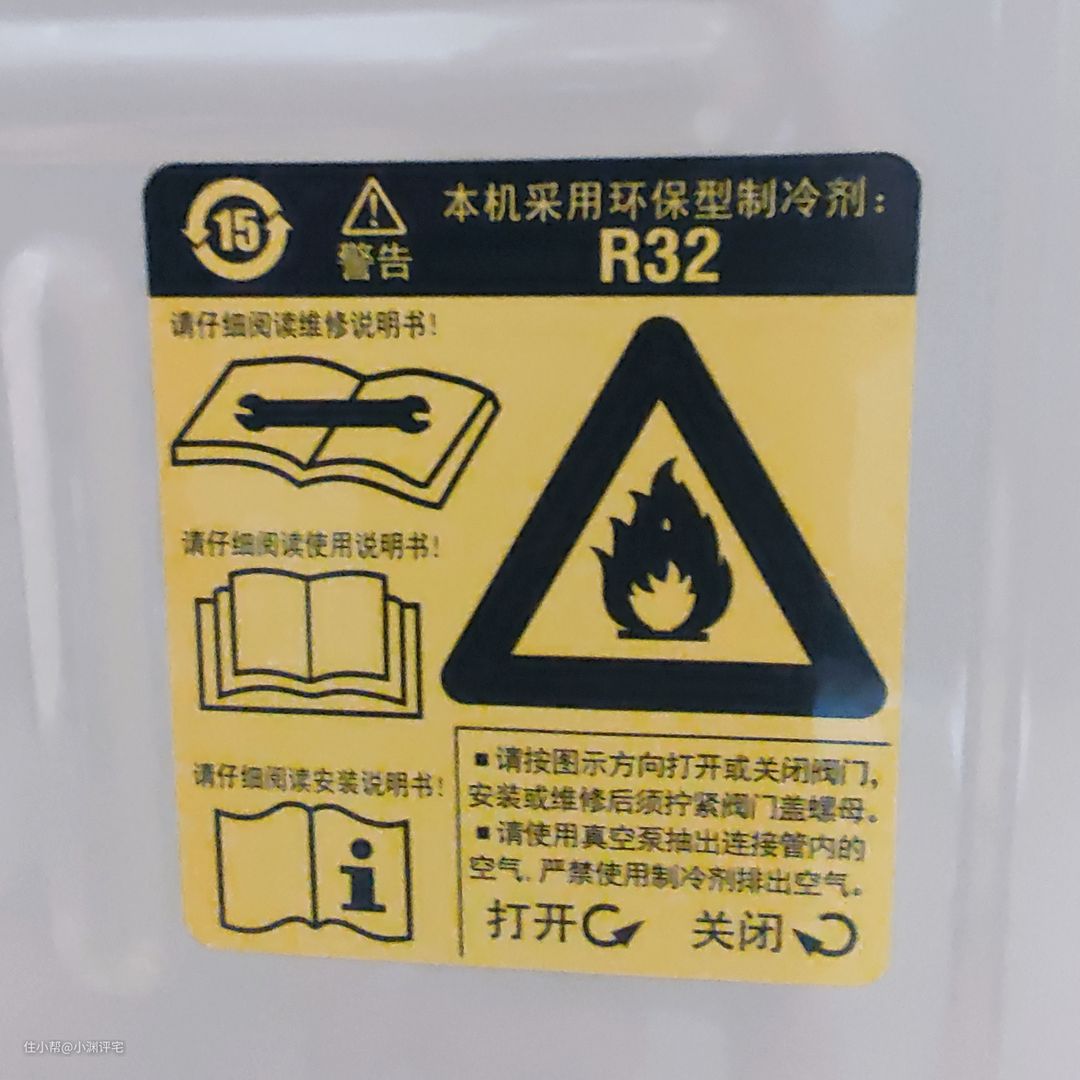 15
警告
本机采用环保型制冷剂:
R32
请仔细阅读维修说明书!
请仔细阅读使用说明书!
请仔细阅读安装说明书!
i
■请按图示方向打开或关闭阀门,
安装或维修后须拧紧阀门盖螺母。
■请使用真空泵抽出连接管内的
空气,严禁使用制冷剂排出空气。
打开 关闭
住小帮@小渊评宅